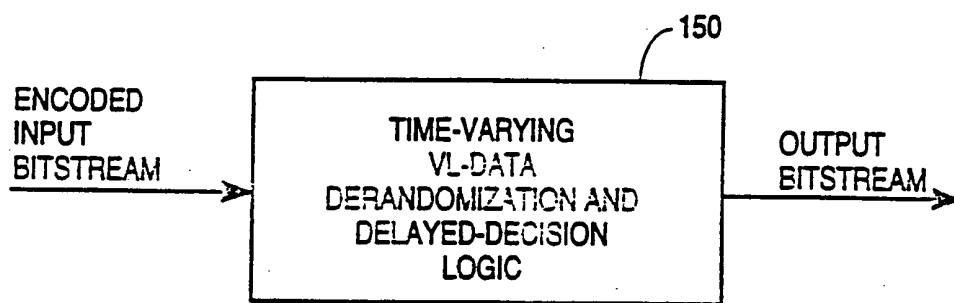 150
ENCODED
INPUT
BITSTREAM
TIME-VARYING
VL-DATA
DERANDOMIZATION AND
DELAYED-DECISION
LOGIC
OUTPUT
BITSTREAM